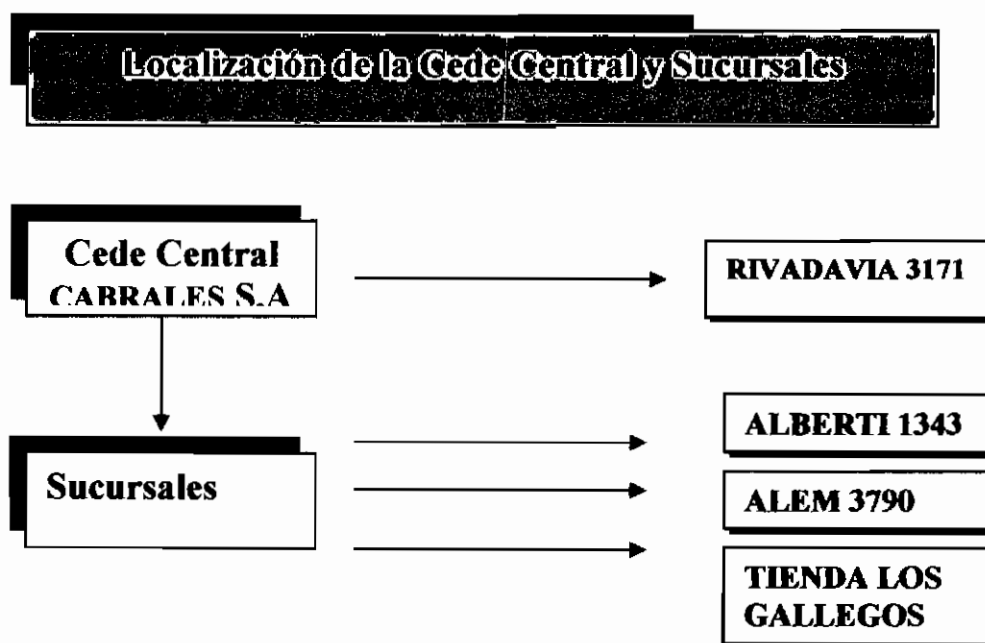 Localización de la Cede Central y Sucursales
Cede Central
CABRALES S.A
RIVADAVIA 3171
Sucursales
ALBERTI 1343
ALEM 3790
TIENDA LOS
GALLEGOS